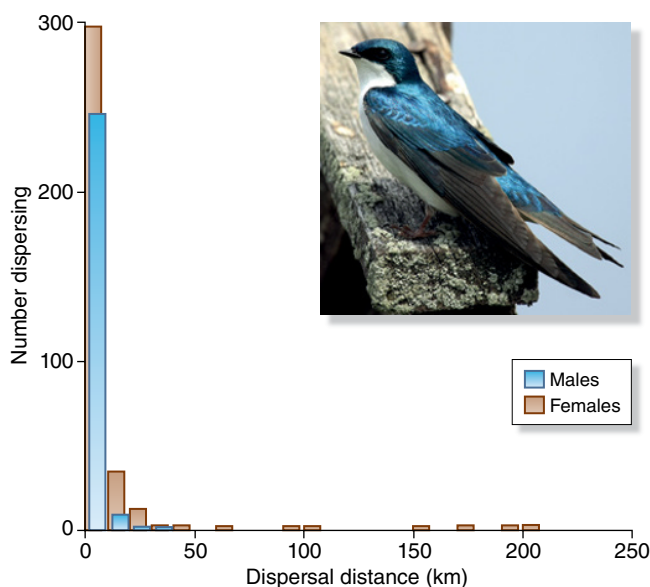 300
200
100
0
Number dispersing
Males
Females
0 50 100 150 200 250
Dispersal distance (km)